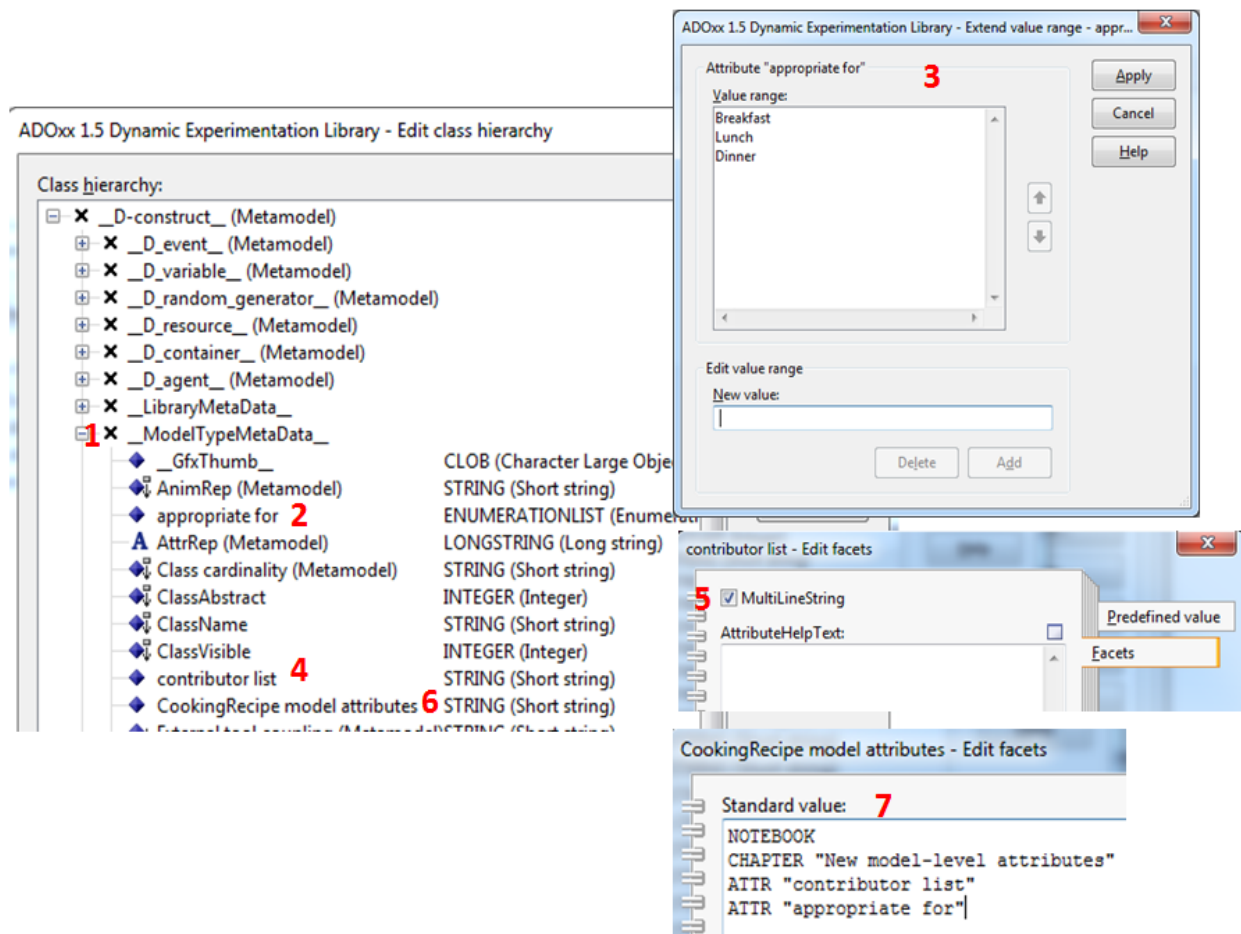 ADOxx 1.5 Dynamic Experimentation Library - Edit class hierarchy
Class hierarchy:
__D-construct__ (Metamodel)
__D_event__ (Metamodel)
__D_variable__ (Metamodel)
__D_random_generator__ (Metamodel)
__D_resource__ (Metamodel)
__D_container__ (Metamodel)
__D_agent__ (Metamodel)
__LibraryMetaData__
1 __ModelTypeMetaData__
__GfxThumb__ CLOB (Character Large Obje
AnimRep (Metamodel) STRING (Short string)
appropriate for 2 ENUMERATIONLIST (Enumerati
AttrRep (Metamodel) LONGSTRING (Long string)
Class cardinality (Metamodel) STRING (Short string)
ClassAbstract INTEGER (Integer)
ClassName STRING (Short string)
ClassVisible INTEGER (Integer)
contributor list 4 STRING (Short string)
CookingRecipe model attributes 6 STRING (Short string)
External tool coupling (Metamodel) STRING (Short string)
ADOxx 1.5 Dynamic Experimentation Library - Extend value range - appr...
Attribute "appropriate for" 3
Value range:
Breakfast
Lunch
Dinner
Apply
Cancel
Help
Edit value range
New value:
Delete Add
contributor list - Edit facets
5 MultiLineString
AttributeHelpText:
Predefined value
Facets
CookingRecipe model attributes - Edit facets
Standard value: 7
NOTEBOOK
CHAPTER "New model-level attributes"
ATTR "contributor list"
ATTR "appropriate for"